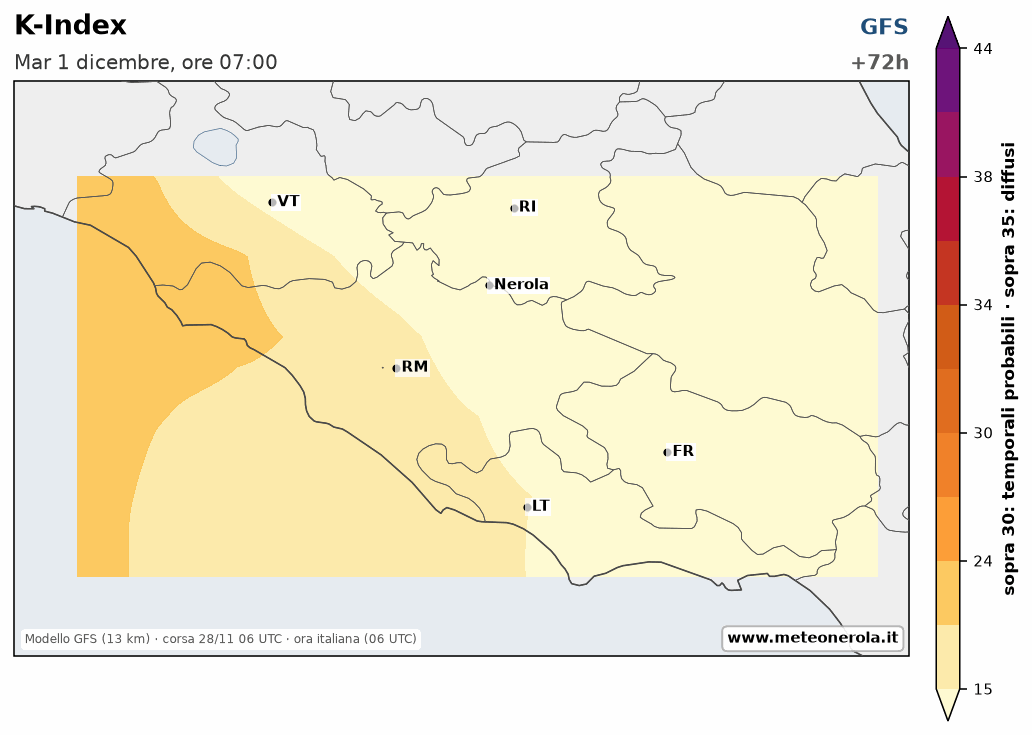 K-Index
GFS
Mar 1 dicembre, ore 07:00
+72h
44
38
34
30
24
15
sopra 30: temporali probabili · sopra 35: diffusi
VT
RI
Nerola
RM
FR
LT
Modello GFS (13 km) · corsa 28/11 06 UTC · ora italiana (06 UTC)
www.meteonerola.it